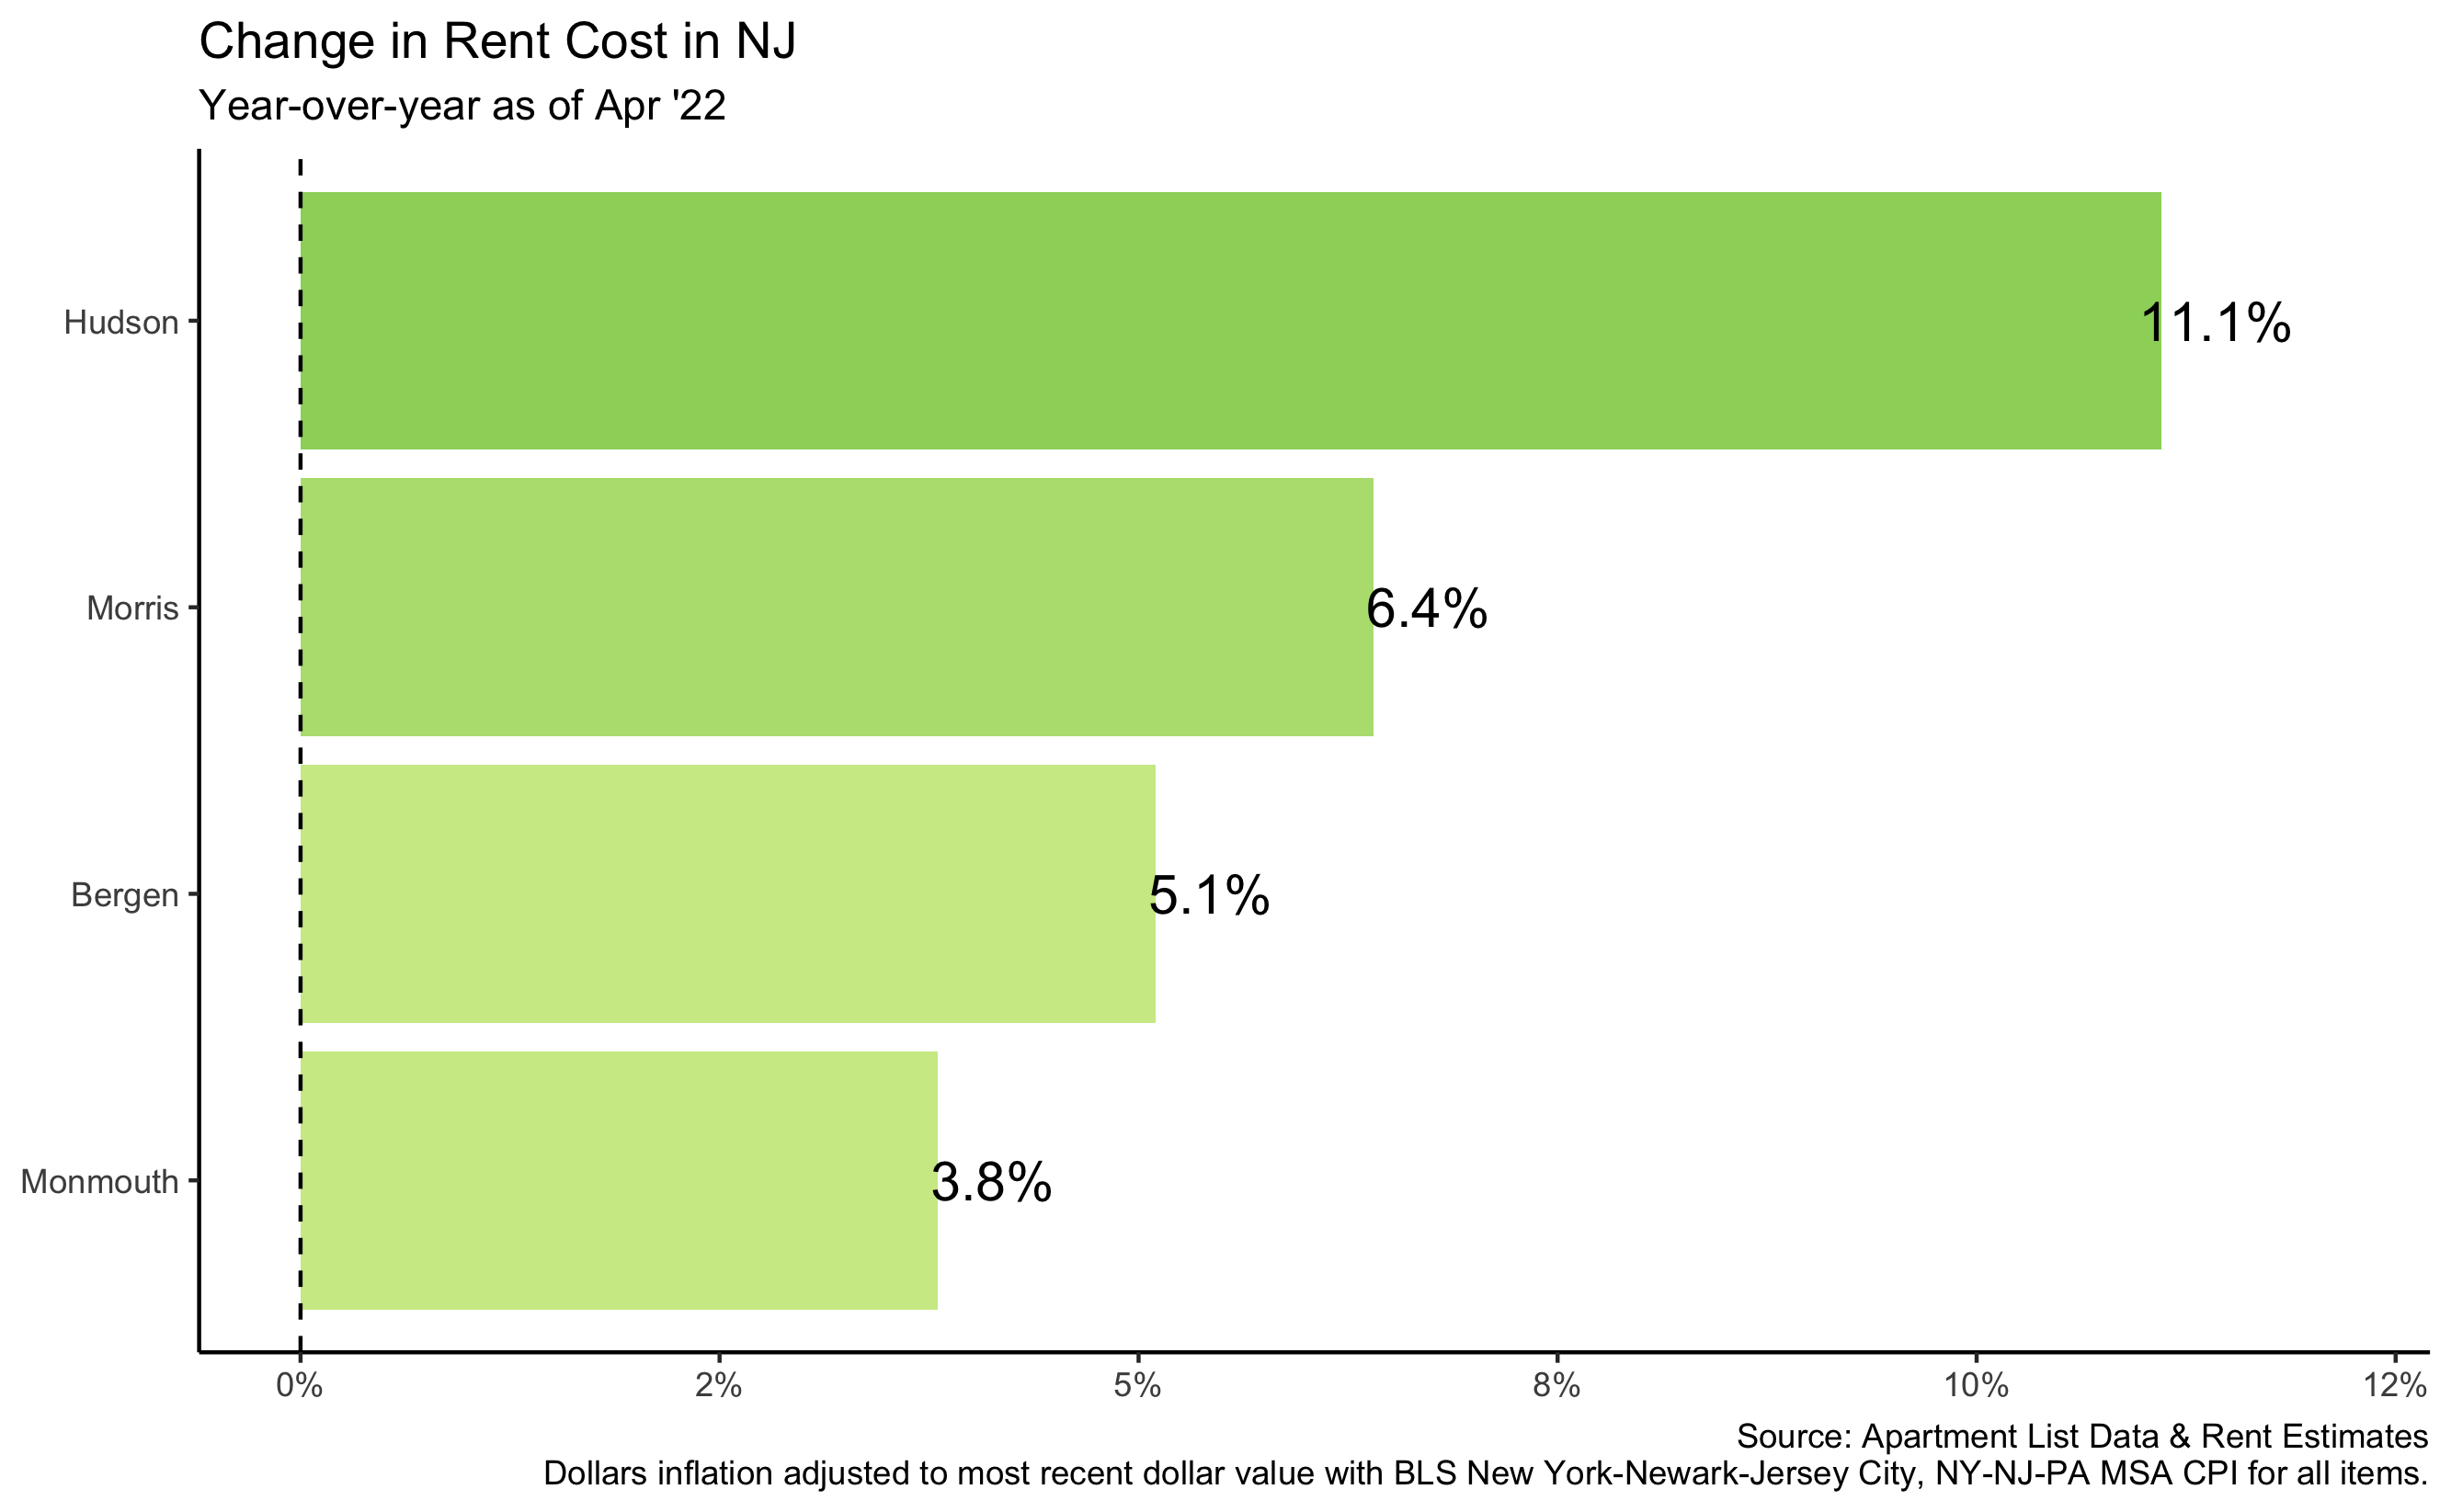 Change in Rent Cost in NJ
Year-over-year as of Apr '22
Hudson
11.1%
Morris
6.4%
Bergen
5.1%
Monmouth
3.8%
0% 2% 5% 8% 10% 12%
Source: Apartment List Data & Rent Estimates
Dollars inflation adjusted to most recent dollar value with BLS New York-Newark-Jersey City, NY-NJ-PA MSA CPI for all items.